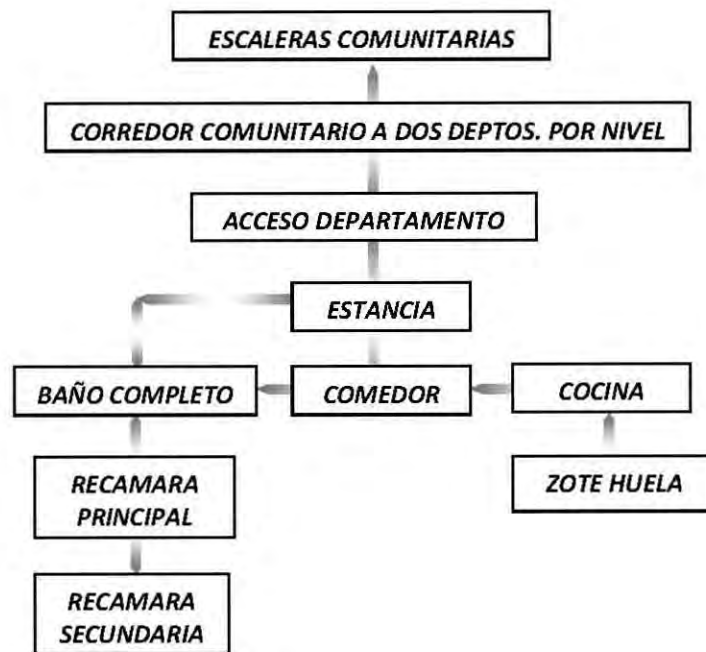 ESCALERAS COMUNITARIAS
CORREDOR COMUNITARIO A DOS DEPTOS. POR NIVEL
ACCESO DEPARTAMENTO
ESTANCIA
BAÑO COMPLETO
COMEDOR
COCINA
RECAMARA
PRINCIPAL
ZOTE HUELA
RECAMARA
SECUNDARIA